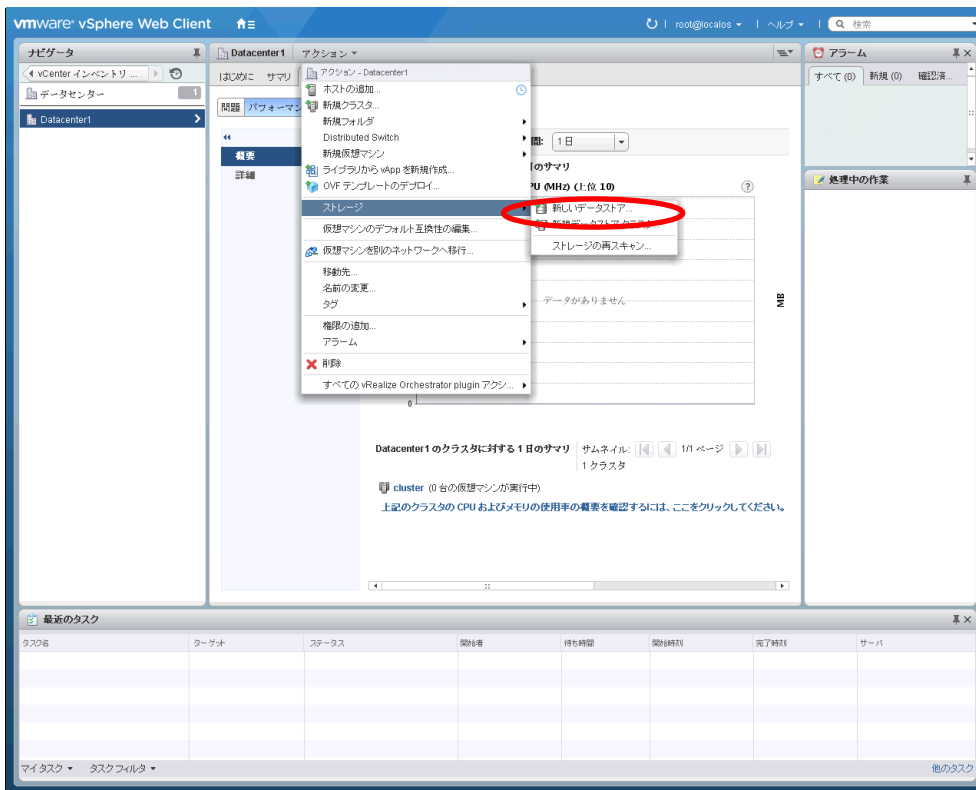 vmware® vSphere Web Client
root@localos
ヘルプ
検索
ナビゲータ
vCenter インベントリ ...
データセンター
1
Datacenter1
Datacenter1
アクション
はじめに サマリ
問題 パフォーマン
概要
詳細
アクション - Datacenter1
ホストの追加...
新規クラスタ...
新規フォルダ
Distributed Switch
新規仮想マシン
ライブラリから vApp を新規作成...
OVF テンプレートのデプロイ...
ストレージ
仮想マシンのデフォルト互換性の編集...
仮想マシンを別のネットワークへ移行...
移動先...
名前の変更...
タグ
権限の追加...
アラーム
削除
すべての vRealize Orchestrator plugin アクシ...
新しいデータストア...
新規データストア クラスタ...
ストレージの再スキャン...
間: 1日
のサマリ
PU (MHz) (上位 10)
データがありません
MB
0
Datacenter1 のクラスタに対する 1 日のサマリ
サムネイル:
1/1 ページ
1 クラスタ
cluster (0 台の仮想マシンが実行中)
上記のクラスタの CPU およびメモリの使用率の概要を確認するには、ここをクリックしてください。
アラーム
すべて (0) 新規 (0) 確認済...
処理中の作業
最近のタスク
タスク名 ターゲット ステータス 開始者 待ち時間 開始時刻 完了時刻 サーバ
マイ タスク タスク フィルタ
他のタスク